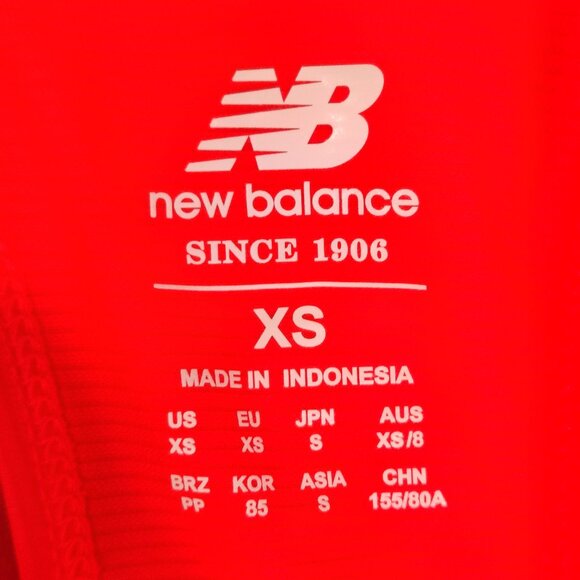 NB
new balance
SINCE 1906
XS
MADE IN INDONESIA
US EU JPN AUS
XS XS S XS/8
BRZ KOR ASIA CHN
PP 85 S 155/80A